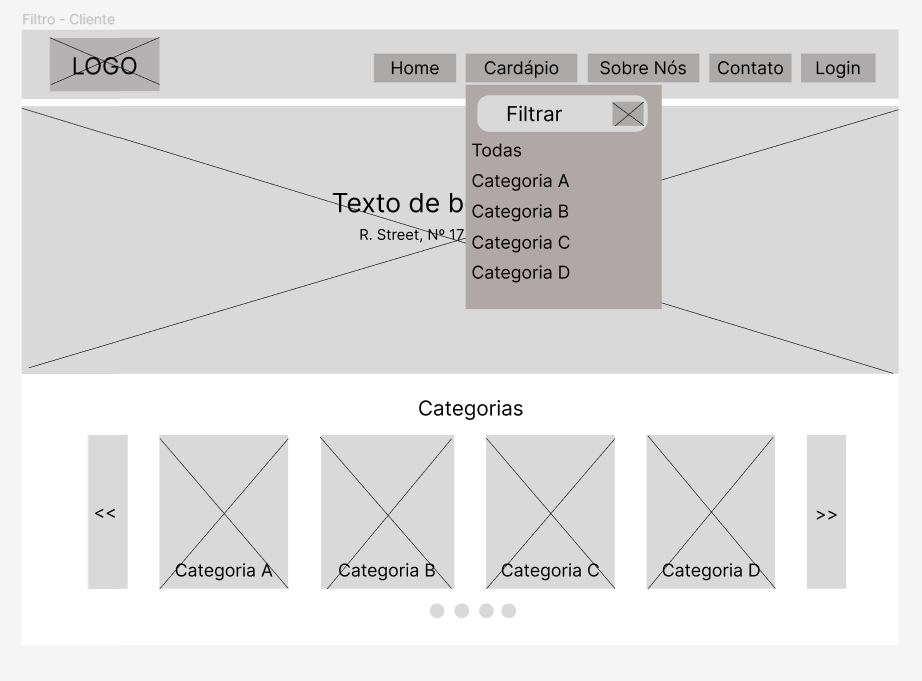 Filtro - Cliente
LOGO
Home Cardápio Sobre Nós Contato Login
Filtrar
Todas
Categoria A
Categoria B
Categoria C
Categoria D
Texto de b
R. Street, Nº 17
Categorias
<< >>
Categoria A Categoria B Categoria C Categoria D